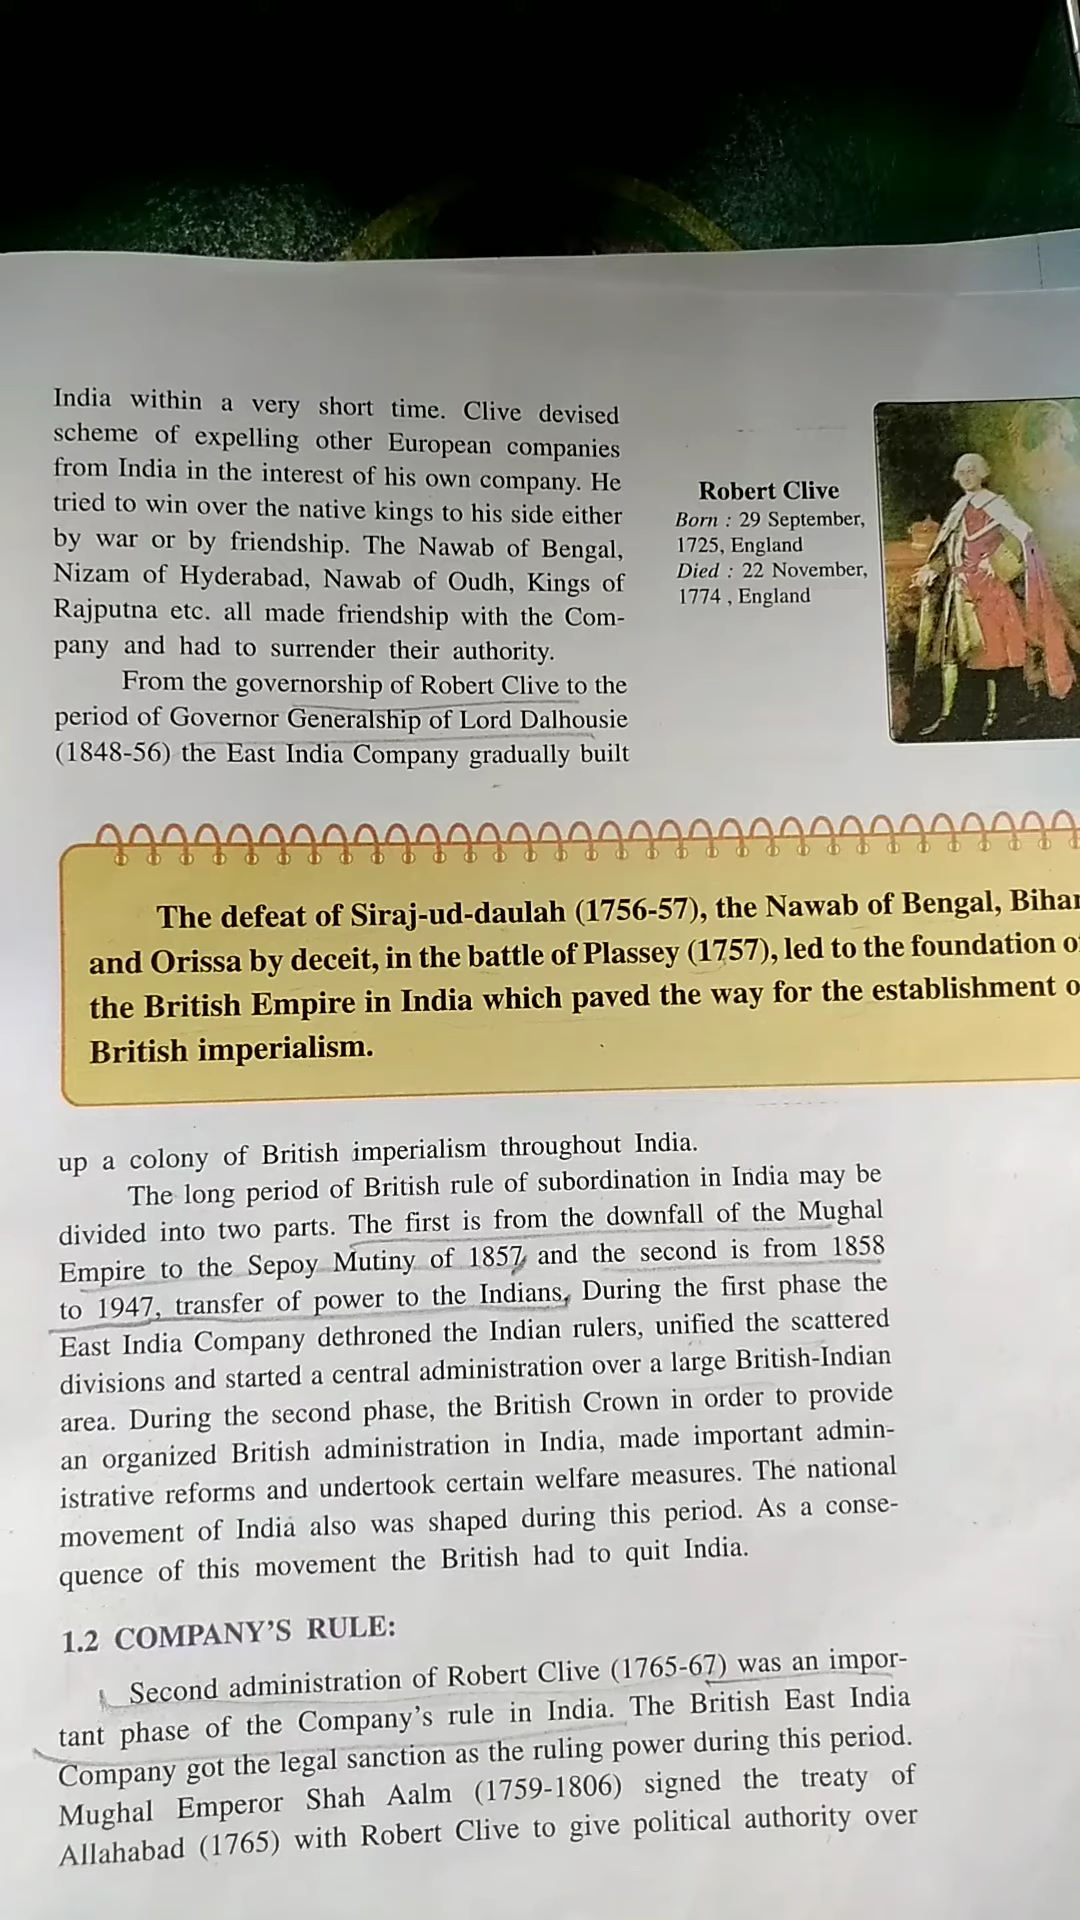 India within a very short time. Clive devised
scheme of expelling other European companies
from India in the interest of his own company. He
tried to win over the native kings to his side either
by war or by friendship. The Nawab of Bengal,
Nizam of Hyderabad, Nawab of Oudh, Kings of
Rajputna etc. all made friendship with the Com-
pany and had to surrender their authority.
From the governorship of Robert Clive to the
period of Governor Generalship of Lord Dalhousie
(1848-56) the East India Company gradually built
Robert Clive
Born : 29 September,
1725, England
Died : 22 November,
1774 , England
The defeat of Siraj-ud-daulah (1756-57), the Nawab of Bengal, Bihar
and Orissa by deceit, in the battle of Plassey (1757), led to the foundation
the British Empire in India which paved the way for the establishment
British imperialism.
up a colony of British imperialism throughout India.
The long period of British rule of subordination in India may be
divided into two parts. The first is from the downfall of the Mughal
Empire to the Sepoy Mutiny of 1857, and the second is from 1858
to 1947, transfer of power to the Indians. During the first phase the
East India Company dethroned the Indian rulers, unified the scattered
divisions and started a central administration over a large British-Indian
area. During the second phase, the British Crown in order to provide
an organized British administration in India, made important admin-
istrative reforms and undertook certain welfare measures. The national
movement of India also was shaped during this period. As a conse-
quence of this movement the British had to quit India.
1.2 COMPANY'S RULE:
Second administration of Robert Clive (1765-67) was an impor-
tant phase of the Company's rule in India. The British East India
Company got the legal sanction as the ruling power during this period.
Mughal Emperor Shah Aalm (1759-1806) signed the treaty of
Allahabad (1765) with Robert Clive to give political authority over